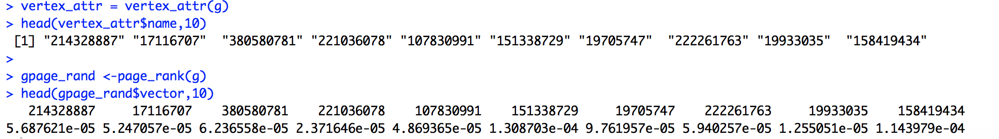 > vertex_attr = vertex_attr(g)
> head(vertex_attr$name,10)
 [1] "214328887" "17116707"  "380580781" "221036078" "107830991" "151338729" "19705747"  "222261763" "19933035"  "158419434"
>
> gpage_rand <-page_rank(g)
> head(gpage_rand$vector,10)
   214328887     17116707    380580781    221036078    107830991    151338729     19705747    222261763     19933035    158419434
5.687621e-05 5.247057e-05 6.236558e-05 2.371646e-05 4.869365e-05 1.308703e-04 9.761957e-05 5.940257e-05 1.255051e-05 1.143979e-04